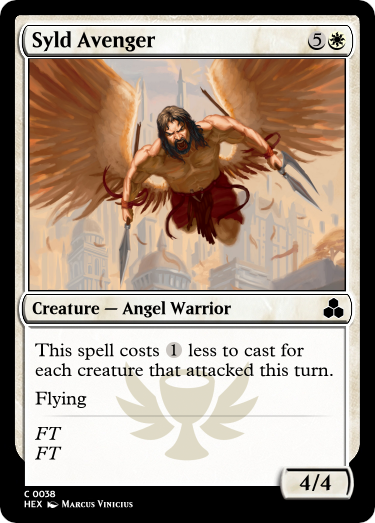 Syld Avenger 5
Creature — Angel Warrior
This spell costs 1 less to cast for
each creature that attacked this turn.
Flying
FT
FT
4/4
C 0038
HEX Marcus Vinicius